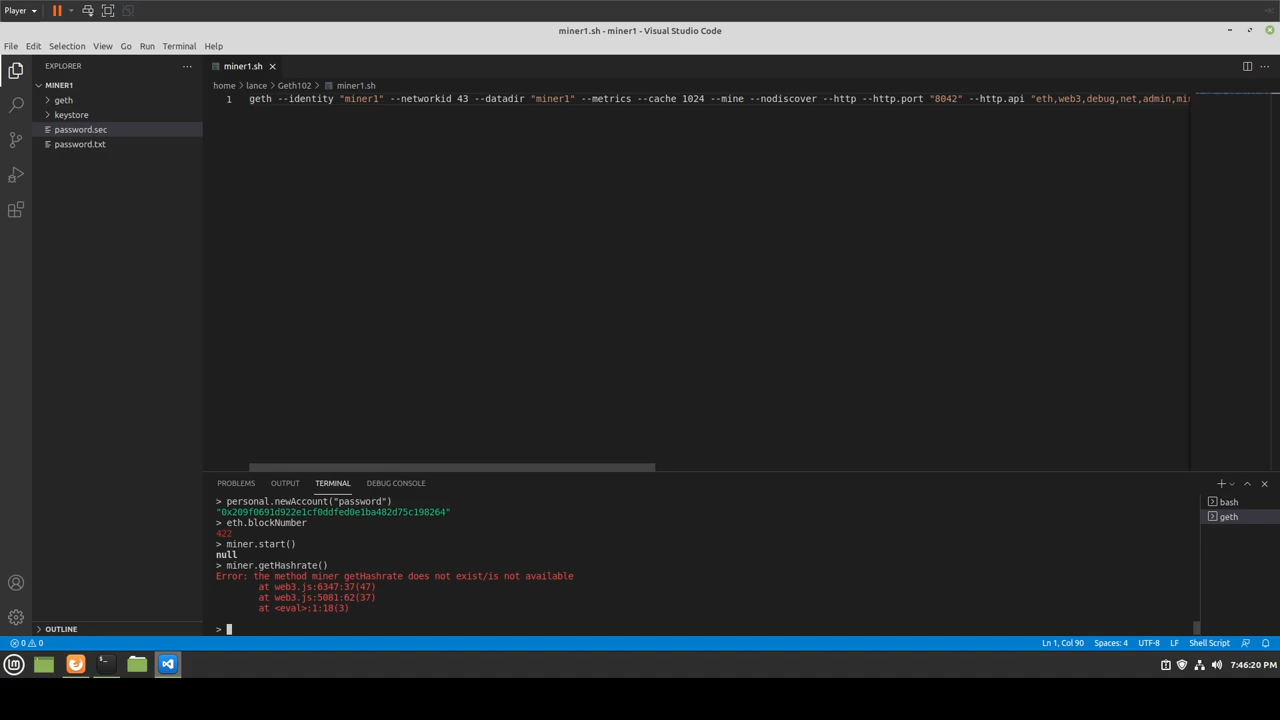 Player
miner1.sh - miner1 - Visual Studio Code
File Edit Selection View Go Run Terminal Help
EXPLORER
miner1.sh
MINER1
home > lance > Geth102 > miner1.sh
1 geth --identity "miner1" --networkid 43 --datadir "miner1" --metrics --cache 1024 --mine --nodiscover --http --http.port "8042" --http.api "eth,web3,debug,net,admin,mi
geth
keystore
password.sec
password.txt
PROBLEMS OUTPUT TERMINAL DEBUG CONSOLE
> personal.newAccount("password")
"0x209f0691d922e1cf0ddfed0e1ba482d75c198264"
> eth.blockNumber
422
> miner.start()
null
> miner.getHashrate()
Error: the method miner_getHashrate does not exist/is not available
at web3.js:6347:37(47)
at web3.js:5081:62(37)
at <eval>:1:18(3)
>
bash
geth
OUTLINE
0 0 Ln 1, Col 90 Spaces: 4 UTF-8 LF Shell Script
7:46:20 PM